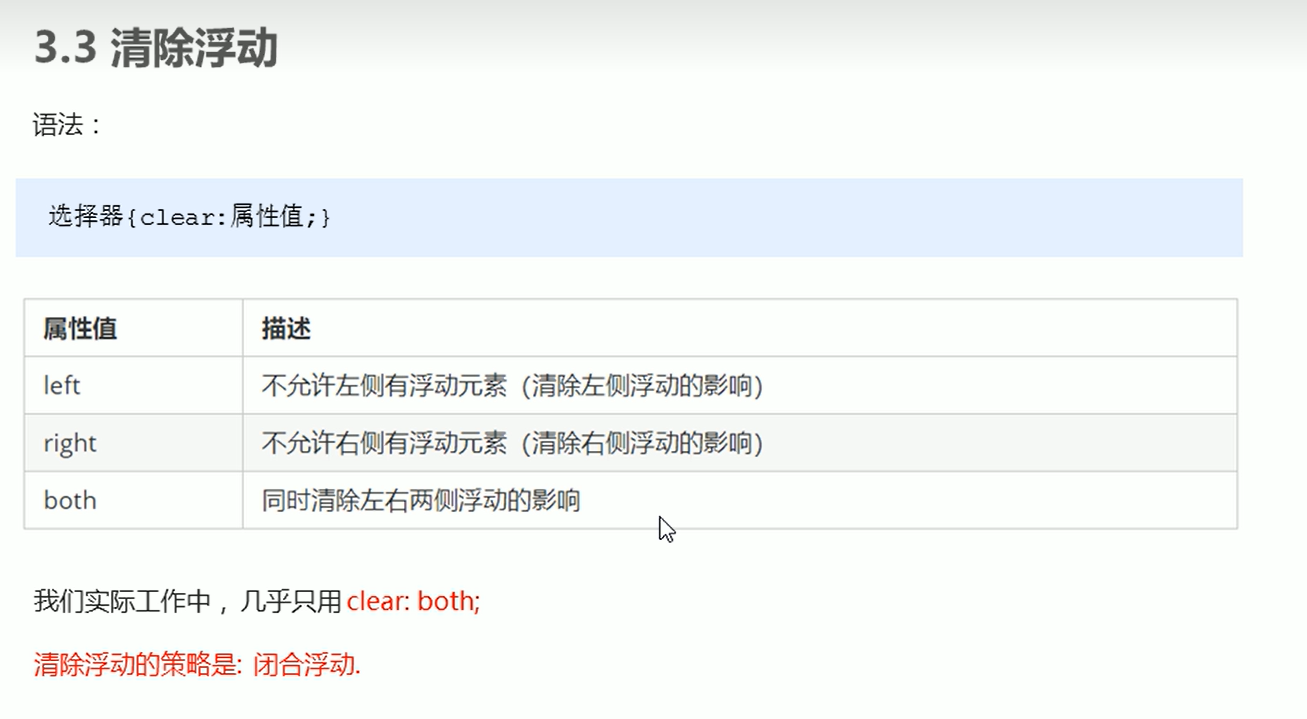 3.3 清除浮动
语法：
选择器{clear:属性值;}
属性值 描述
left 不允许左侧有浮动元素（清除左侧浮动的影响）
right 不允许右侧有浮动元素（清除右侧浮动的影响）
both 同时清除左右两侧浮动的影响
我们实际工作中，几乎只用 clear: both;
清除浮动的策略是: 闭合浮动.